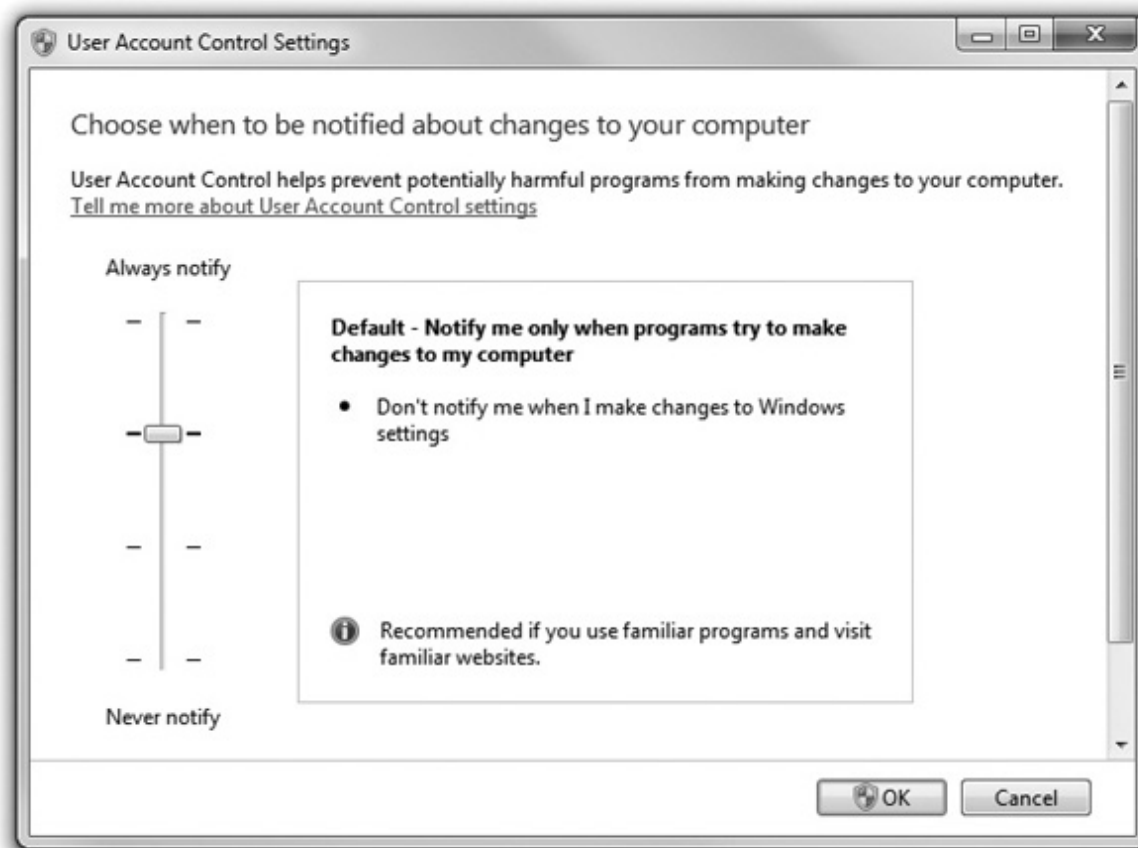 User Account Control Settings
Choose when to be notified about changes to your computer
User Account Control helps prevent potentially harmful programs from making changes to your computer.
Tell me more about User Account Control settings
Always notify
Default - Notify me only when programs try to make
changes to my computer
• Don't notify me when I make changes to Windows
settings
Recommended if you use familiar programs and visit
familiar websites.
Never notify
OK
Cancel